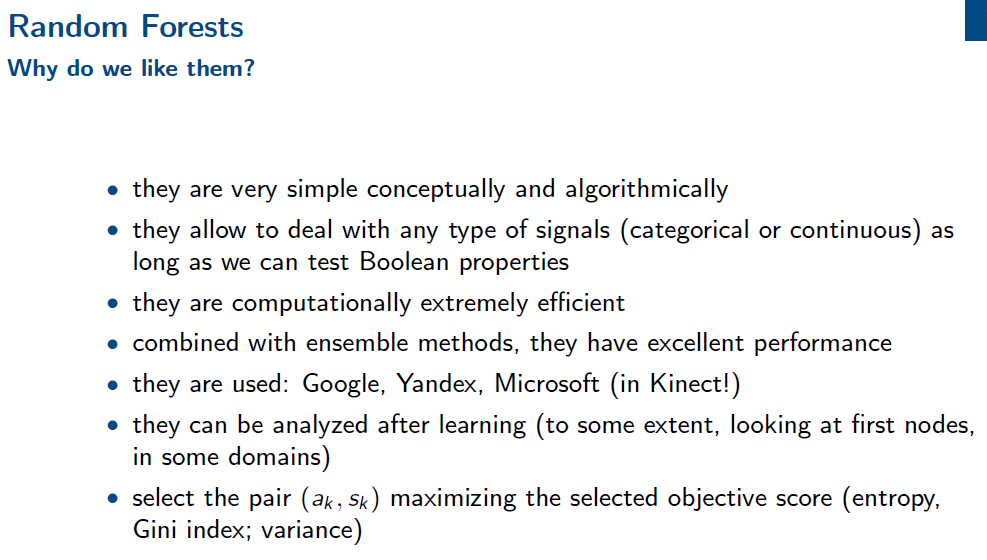 Random Forests
Why do we like them?
• they are very simple conceptually and algorithmically
• they allow to deal with any type of signals (categorical or continuous) as
long as we can test Boolean properties
• they are computationally extremely efficient
• combined with ensemble methods, they have excellent performance
• they are used: Google, Yandex, Microsoft (in Kinect!)
• they can be analyzed after learning (to some extent, looking at first nodes,
in some domains)
• select the pair (aₖ, sₖ) maximizing the selected objective score (entropy,
Gini index; variance)